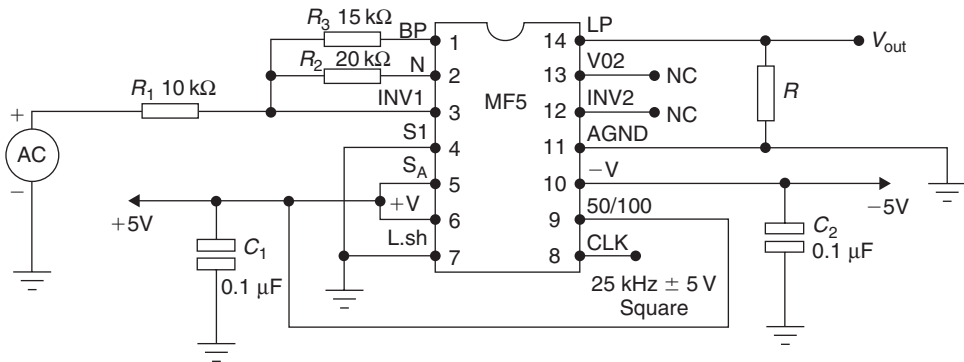 R3 15 kΩ
BP
1
14
LP
Vout
R2 20 kΩ
N
2
13
V02
NC
R1 10 kΩ
INV1
3
MF5
12
INV2
NC
R
+
AC
−
S1
4
11
AGND
SA
5
10
−V
−5V
+5V
+V
6
9
50/100
C1
0.1 µF
L.sh
7
8
CLK
C2
0.1 µF
25 kHz ± 5 V
Square